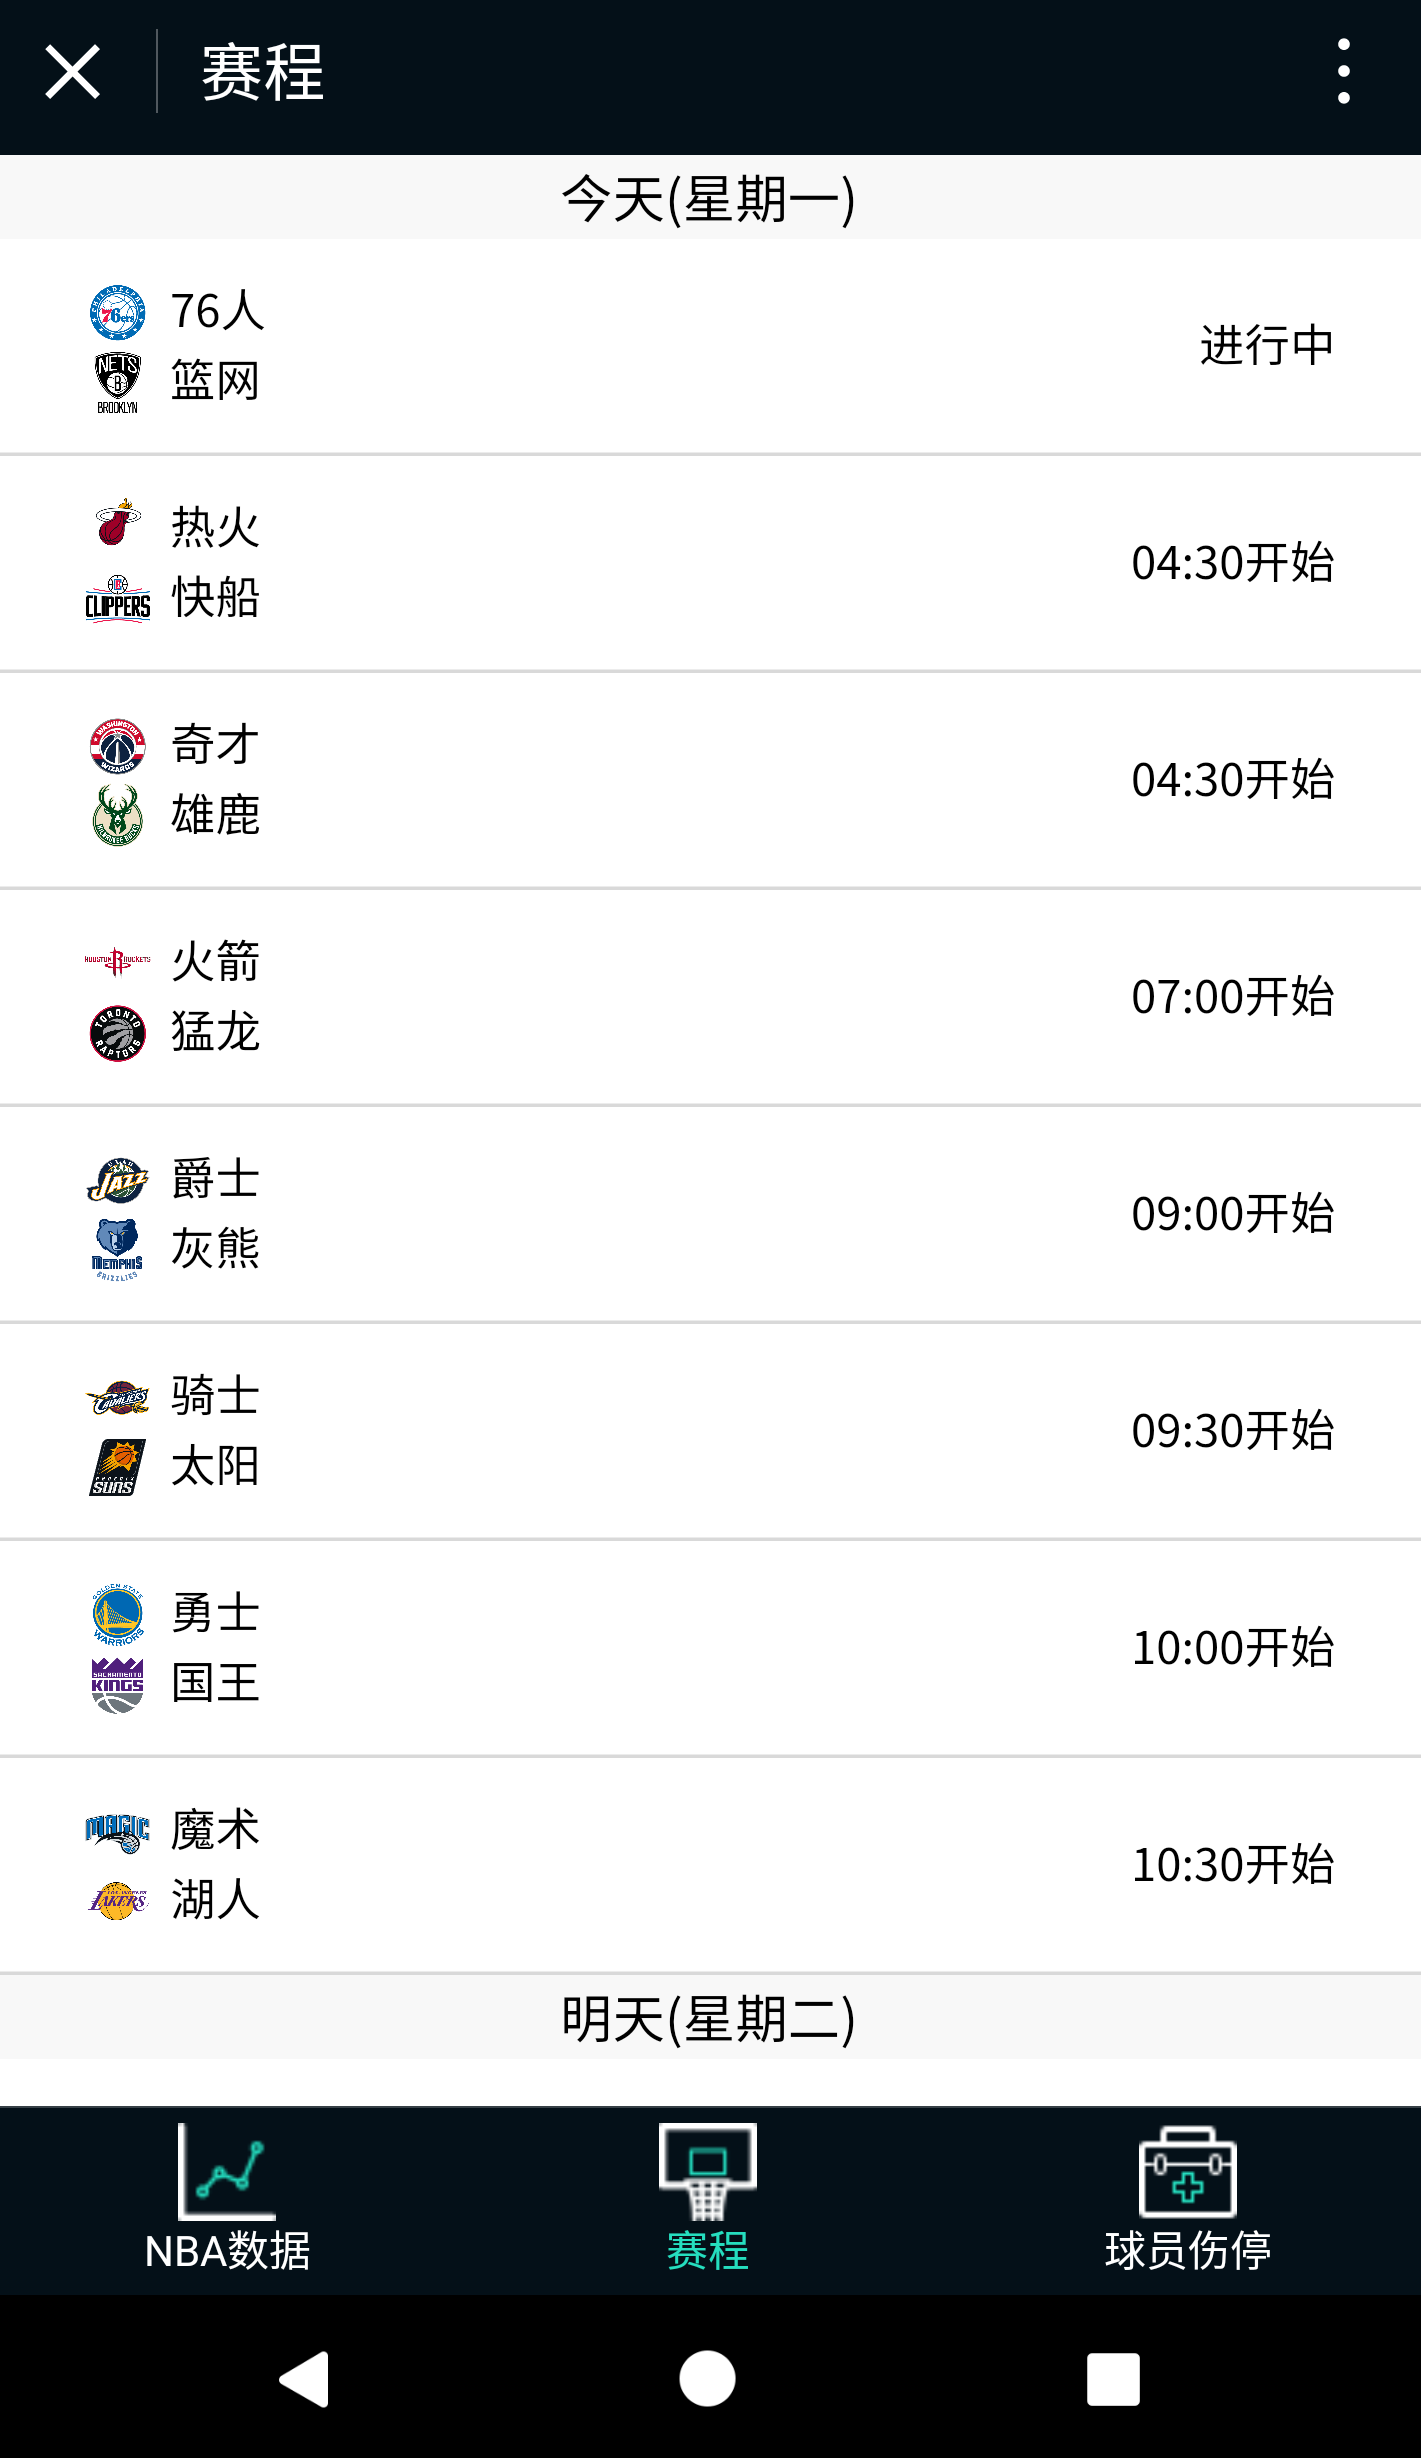 赛程
今天(星期一)
76人
篮网
进行中
热火
快船
04:30开始
奇才
雄鹿
04:30开始
火箭
猛龙
07:00开始
爵士
灰熊
09:00开始
骑士
太阳
09:30开始
勇士
国王
10:00开始
魔术
湖人
10:30开始
明天(星期二)
NBA数据
赛程
球员伤停